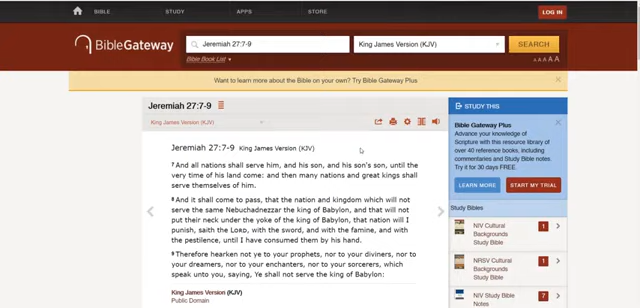 BIBLE STUDY APPS STORE LOG IN
BibleGateway
Jeremiah 27:7-9 King James Version (KJV) SEARCH
Bible Book List AAAA
Want to learn more about the Bible on your own? Try Bible Gateway Plus
Jeremiah 27:7-9
King James Version (KJV)
Jeremiah 27:7-9 King James Version (KJV)
7 And all nations shall serve him, and his son, and his son's son, until the
very time of his land come: and then many nations and great kings shall
serve themselves of him.
8 And it shall come to pass, that the nation and kingdom which will not
serve the same Nebuchadnezzar the king of Babylon, and that will not
put their neck under the yoke of the king of Babylon, that nation will I
punish, saith the LORD, with the sword, and with the famine, and with
the pestilence, until I have consumed them by his hand.
9 Therefore hearken not ye to your prophets, nor to your diviners, nor to
your dreamers, nor to your enchanters, nor to your sorcerers, which
speak unto you, saying, Ye shall not serve the king of Babylon:
King James Version (KJV)
Public Domain
STUDY THIS
Bible Gateway Plus
Advance your knowledge of
Scripture with this resource library of
over 40 reference books, including
commentaries and Study Bible notes.
Try it for 30 days FREE.
LEARN MORE START MY TRIAL
Study Bibles
NIV Cultural
Backgrounds
Study Bible
1
NRSV Cultural
Backgrounds
Study Bible
1
NIV Study Bible
Notes
7